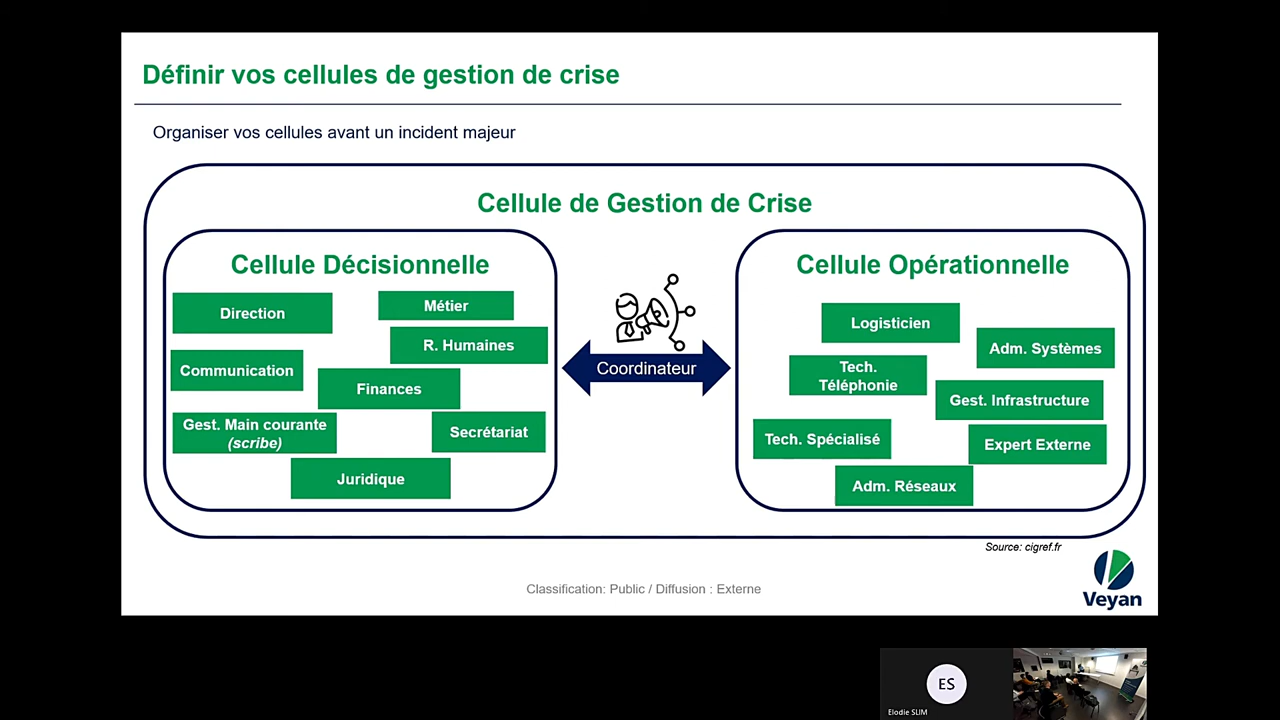 Définir vos cellules de gestion de crise
Organiser vos cellules avant un incident majeur
Cellule de Gestion de Crise
Cellule Décisionnelle
Direction
Métier
R. Humaines
Communication
Finances
Gest. Main courante
(scribe)
Secrétariat
Juridique
Coordinateur
Cellule Opérationnelle
Logisticien
Adm. Systèmes
Tech.
Téléphonie
Gest. Infrastructure
Tech. Spécialisé
Expert Externe
Adm. Réseaux
Source: cigref.fr
Classification: Public / Diffusion : Externe
Veyan
ES
Elodie SLIM